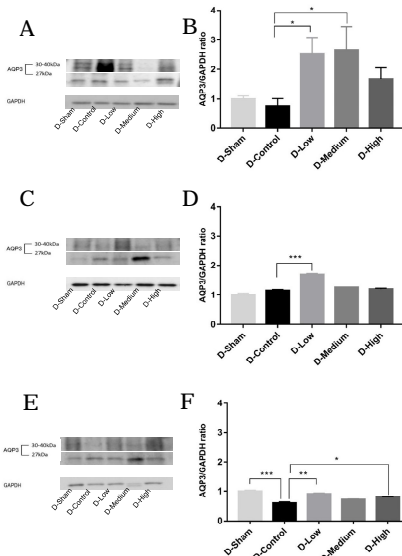 A
AQP3
30-40kDa
27kDa
GAPDH
D-Sham
D-Control
D-Low
D-Medium
D-High
B
AQP3/GAPDH ratio
4
3
2
1
0
*
*
D-Sham
D-Control
D-Low
D-Medium
D-High
C
AQP3
30-40kDa
27kDa
GAPDH
D-Sham
D-Control
D-Low
D-Medium
D-High
D
AQP3/GAPDH ratio
4
3
2
1
0
***
D-Sham
D-Control
D-Low
D-Medium
D-High
E
AQP3
30-40kDa
27kDa
GAPDH
D-Sham
D-Control
D-Low
D-Medium
D-High
F
AQP3/GAPDH ratio
4
3
2
1
0
*
***
**
D-Sham
D-Control
D-Low
D-Medium
D-High